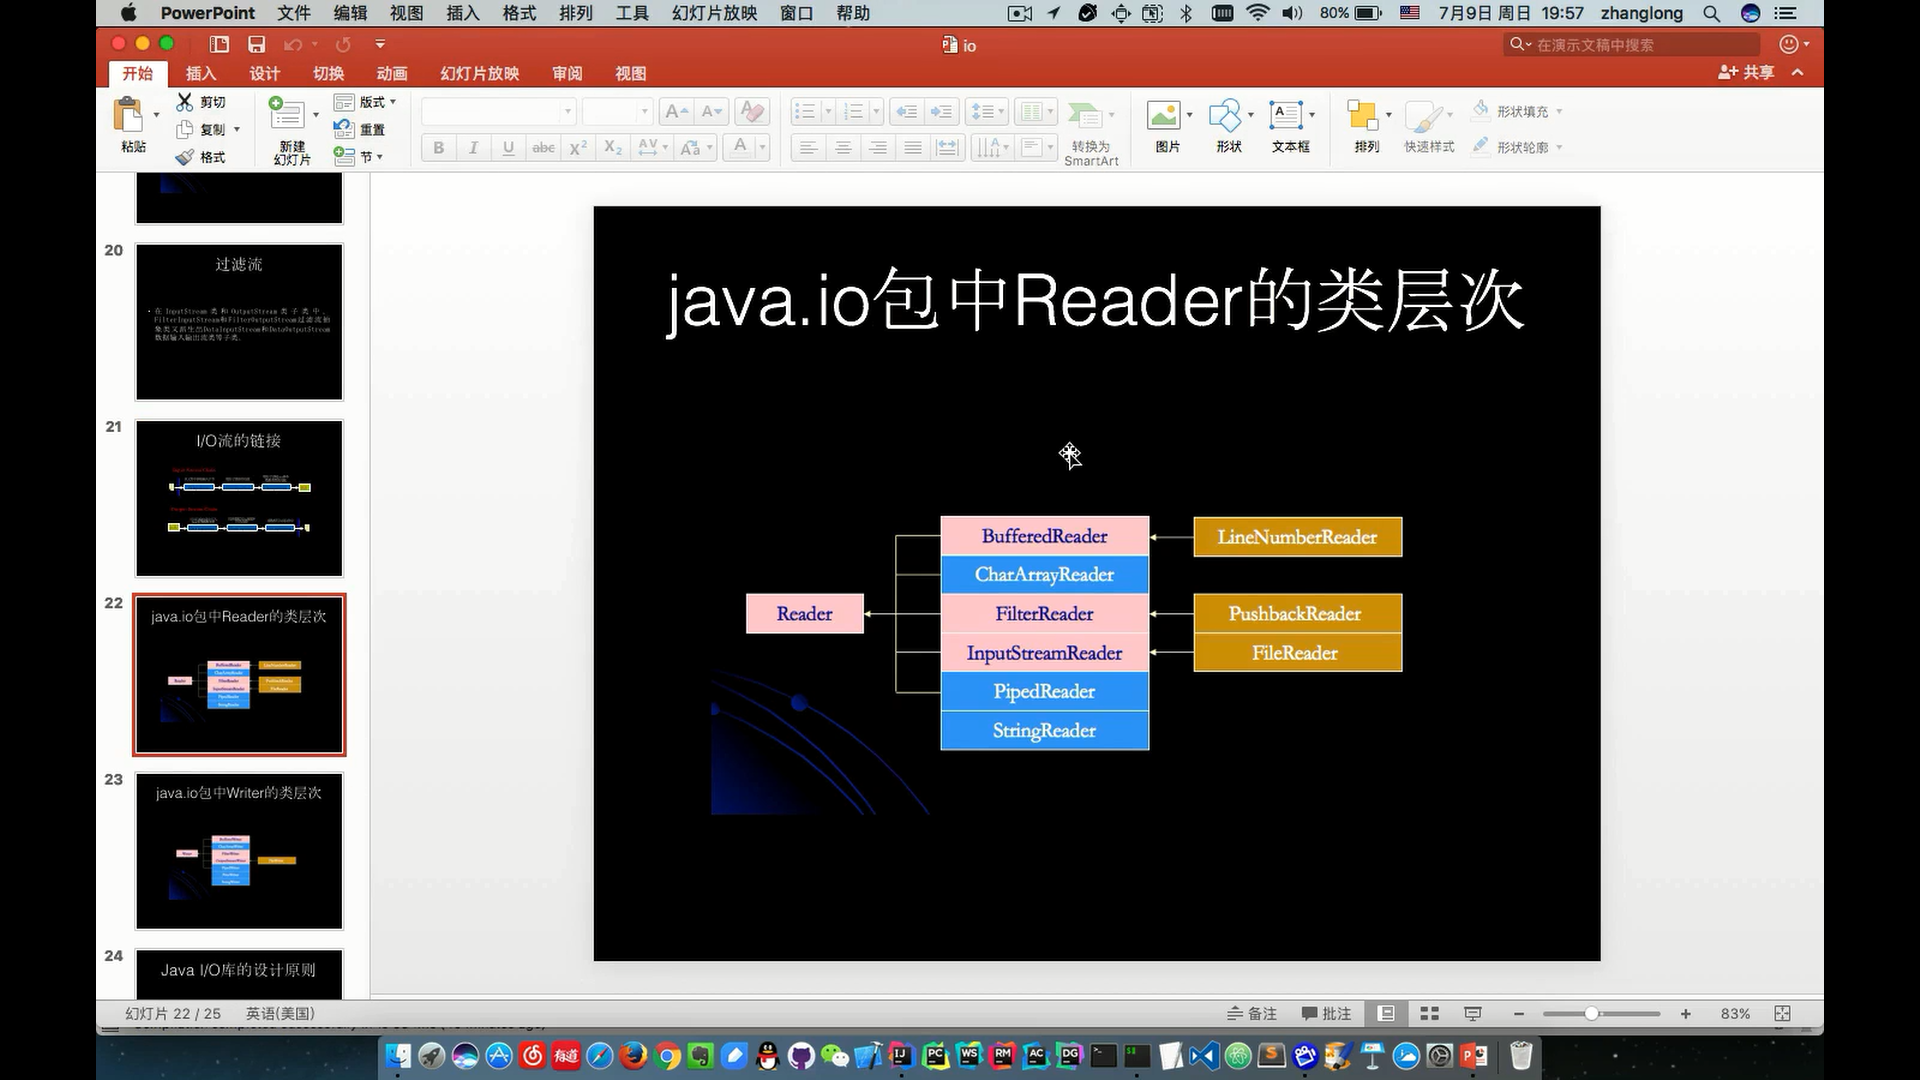 PowerPoint 文件 编辑 视图 插入 格式 排列 工具 幻灯片放映 窗口 帮助 80% 7月9日 周日 19:57 zhanglong
io
在演示文稿中搜索
开始 插入 设计 切换 动画 幻灯片放映 审阅 视图 共享
粘贴 剪切 复制 格式
新建
幻灯片
版式
重置
节
转换为
SmartArt
图片 形状 文本框 排列 快速样式
形状填充
形状轮廓
20
过滤流
21
I/O流的链接
22
java.io包中Reader的类层次
23
java.io包中Writer的类层次
24
Java I/O库的设计原则
java.io包中Reader的类层次
BufferedReader LineNumberReader
CharArrayReader
Reader FilterReader PushbackReader
InputStreamReader FileReader
PipedReader
StringReader
幻灯片 22 / 25 英语(美国) 备注 批注 83%